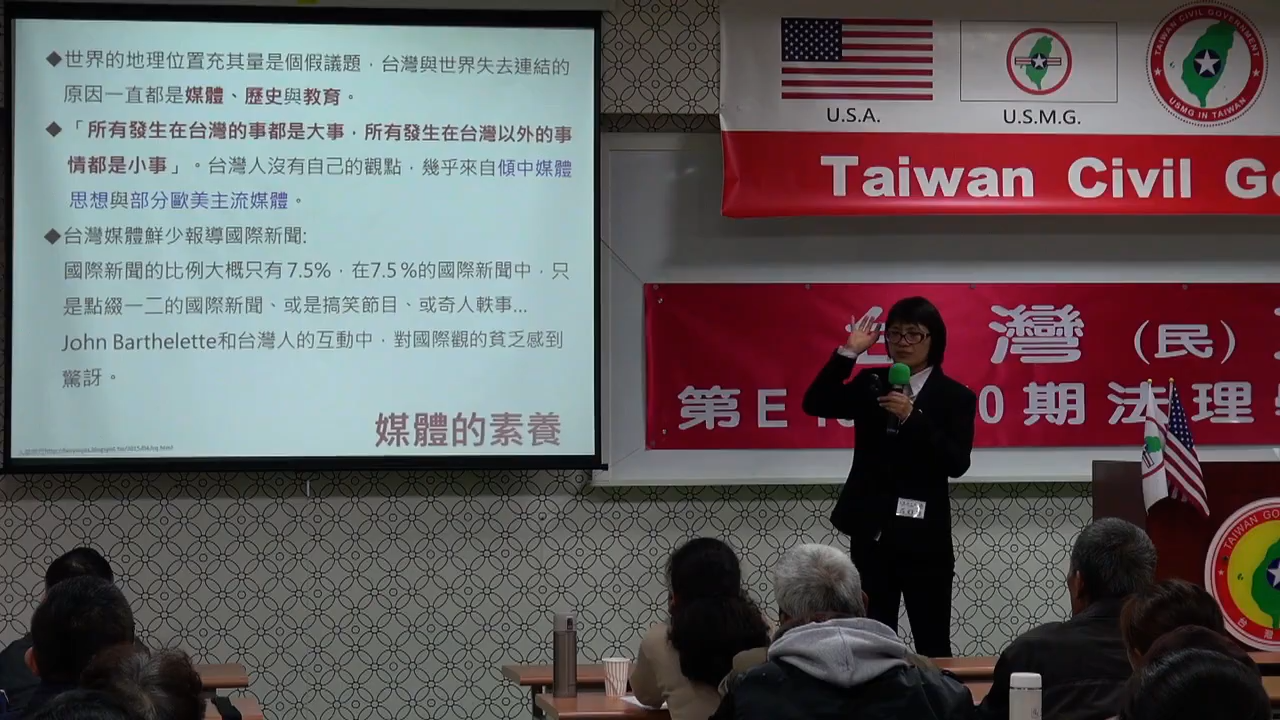 ◆世界的地理位置充其量是個假議題，台灣與世界失去連結的
原因一直都是媒體、歷史與教育。
◆「所有發生在台灣的事都是大事，所有發生在台灣以外的事
情都是小事」。台灣人沒有自己的觀點，幾乎來自傾中媒體
思想與部分歐美主流媒體。
◆台灣媒體鮮少報導國際新聞:
國際新聞的比例大概只有7.5%，在7.5%的國際新聞中，只
是點綴一二的國際新聞、或是搞笑節目、或奇人軼事...
John Barthelette和台灣人的互動中，對國際觀的貧乏感到
驚訝。
媒體的素養
U.S.A.
U.S.M.G.
TAIWAN CIVIL GOVERNMENT
USMG IN TAIWAN
Taiwan Civil G
灣(民)
第E 0期法理
TAIWAN GO
台灣